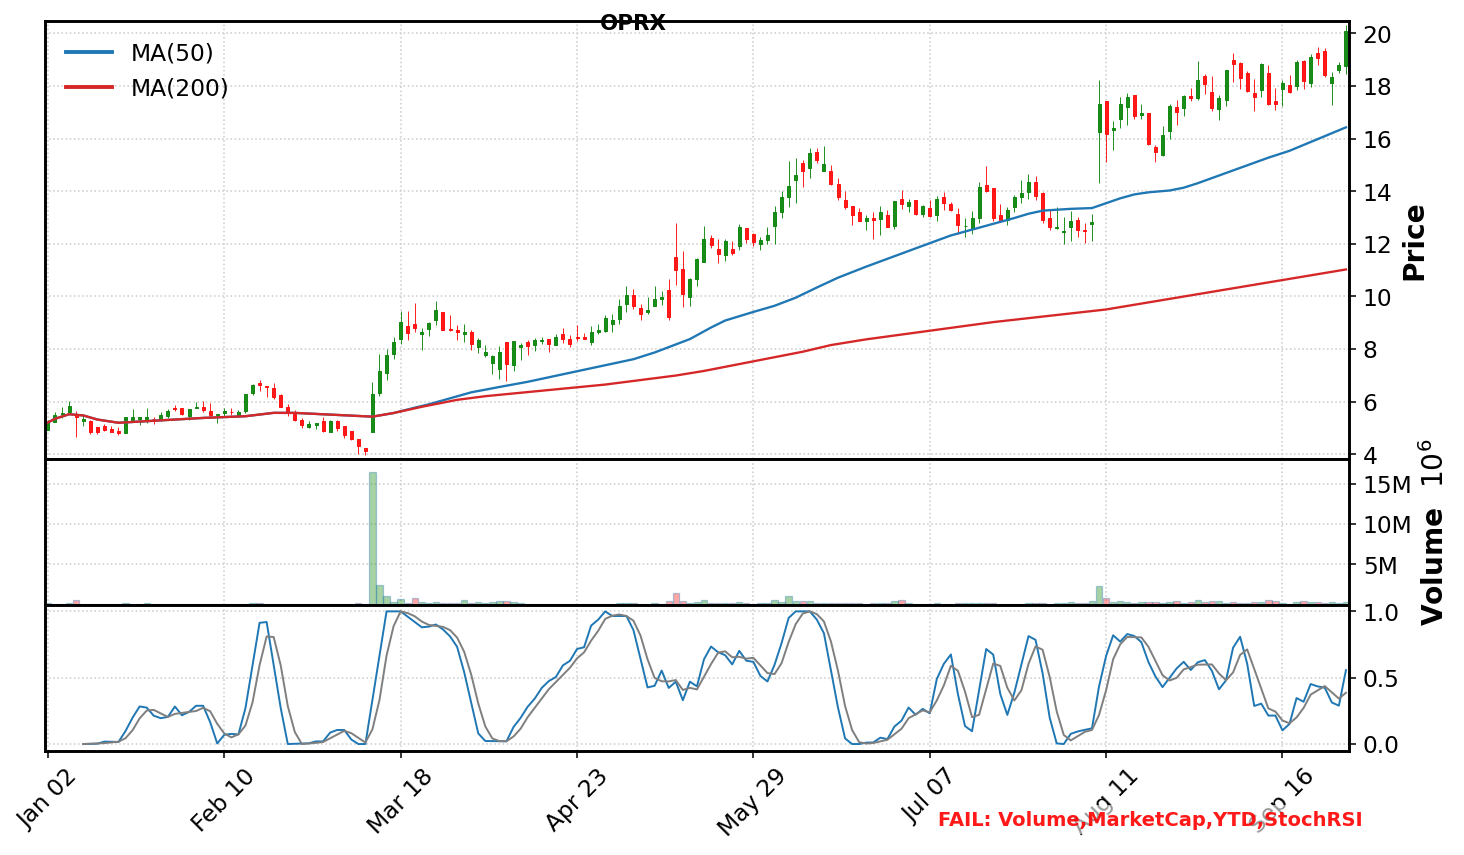 OPRX
MA(50)
MA(200)
20
18
16
14
12
10
8
6
4
Price
15M
10M
5M
Volume 10^6
1.0
0.5
0.0
Jan 02
Feb 10
Mar 18
Apr 23
May 29
Jul 07
Aug 11
Sep 16
FAIL: Volume,MarketCap,YTD,StochRSI